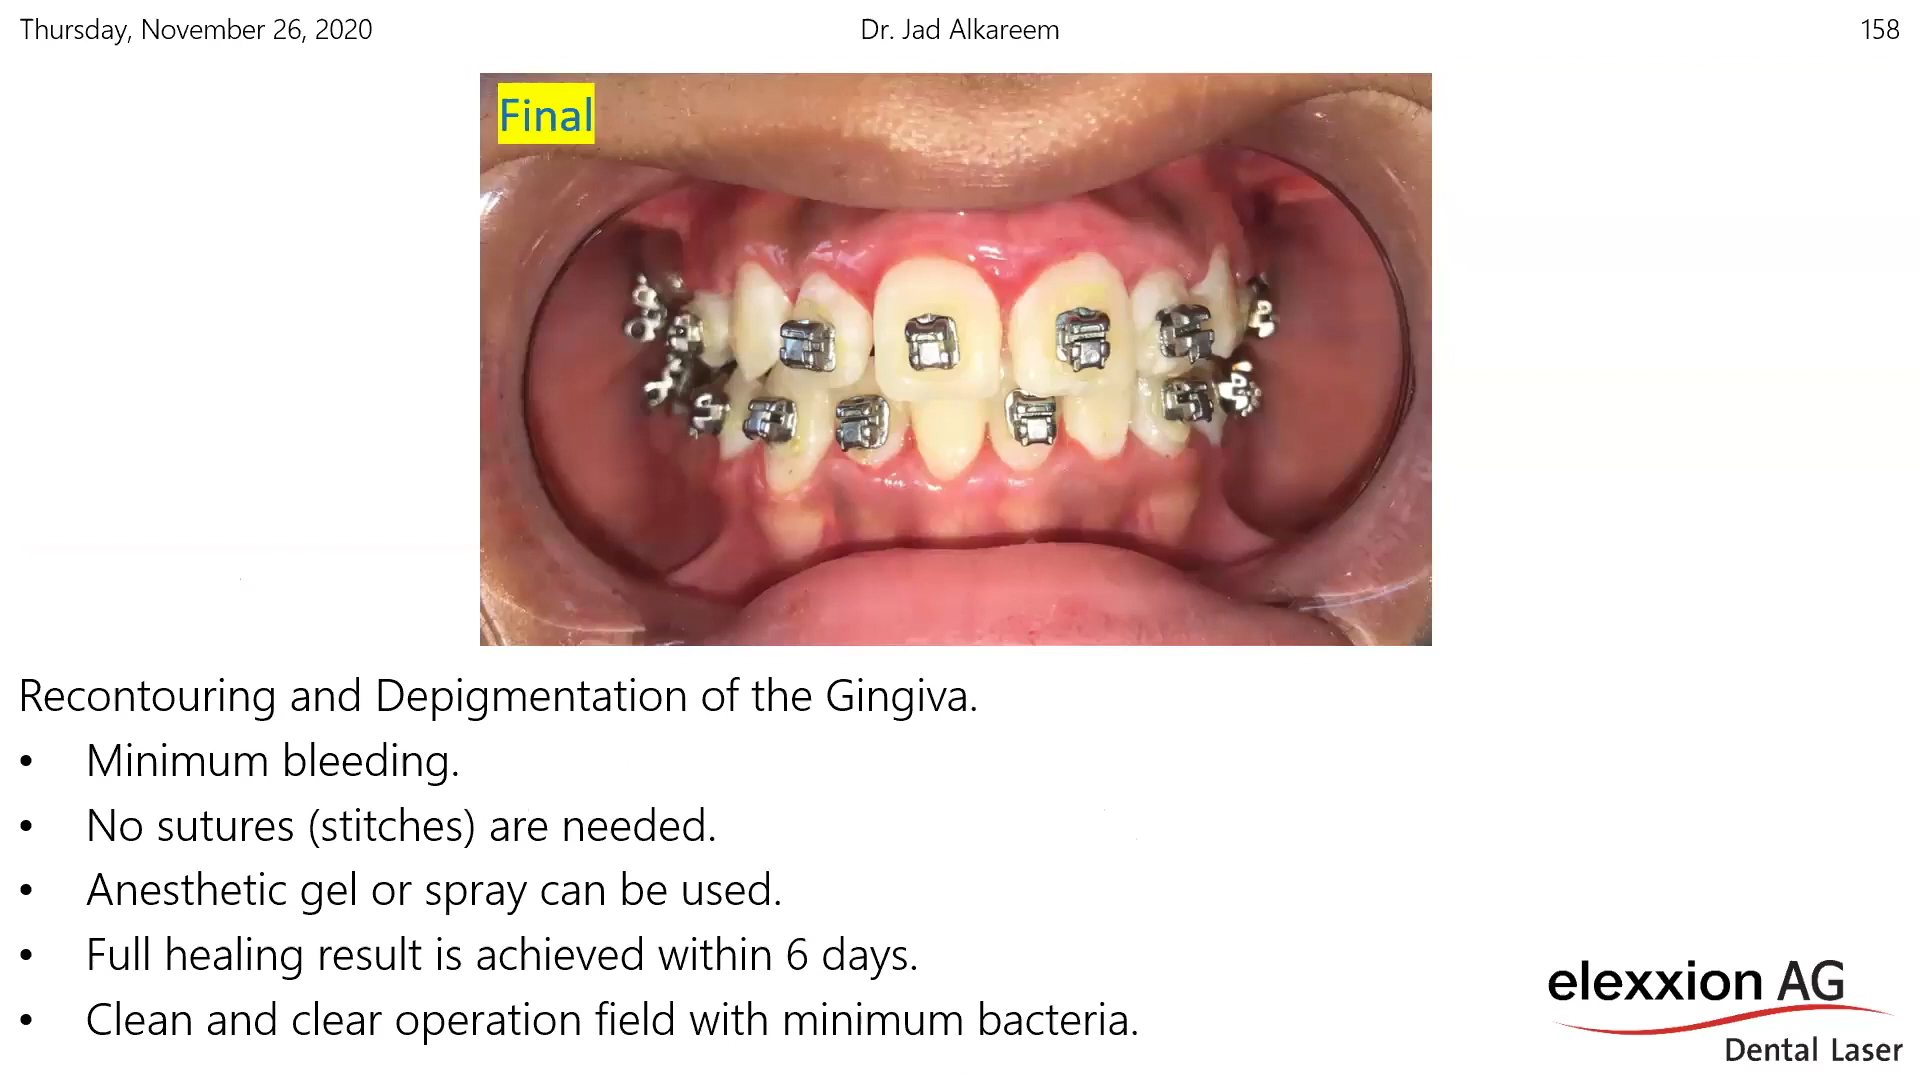 Thursday, November 26, 2020
Dr. Jad Alkareem
158
Final
Recontouring and Depigmentation of the Gingiva.
• Minimum bleeding.
• No sutures (stitches) are needed.
• Anesthetic gel or spray can be used.
• Full healing result is achieved within 6 days.
• Clean and clear operation field with minimum bacteria.
elexxion AG
Dental Laser